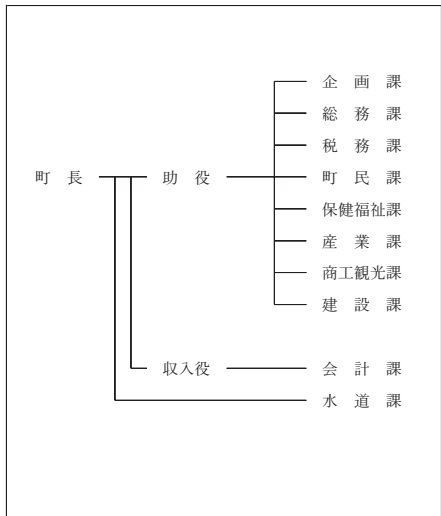 企画課
総務課
税務課
町長 助役 町民課
保健福祉課
産業課
商工観光課
建設課
収入役 会計課
水道課